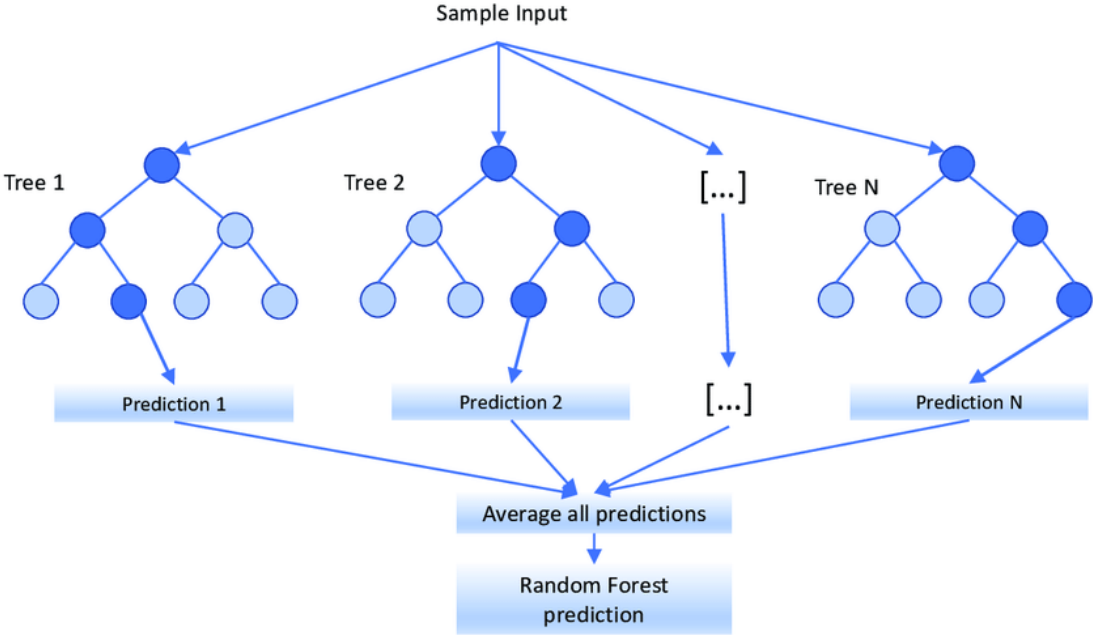 Sample Input
Tree 1
Tree 2
[...]
Tree N
Prediction 1
Prediction 2
[...]
Prediction N
Average all predictions
Random Forest
prediction